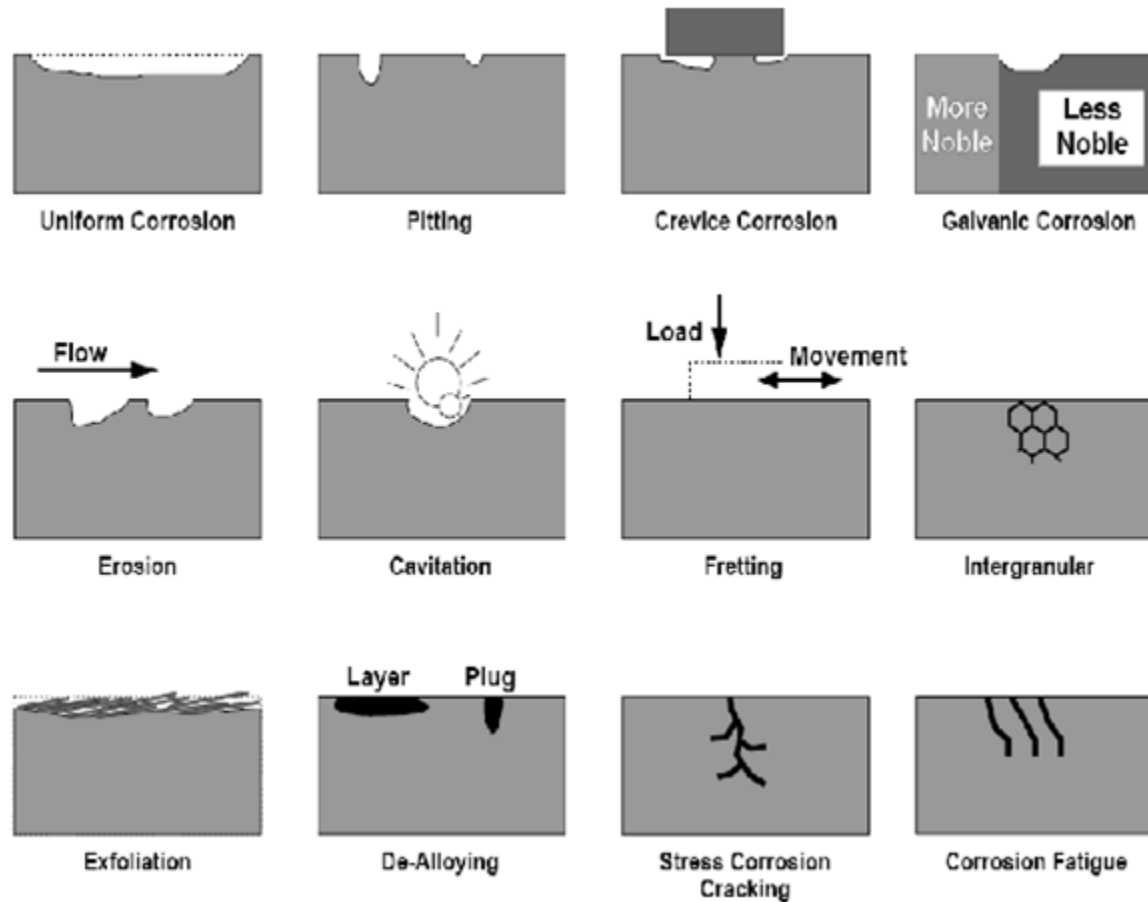 More
Noble
Less
Noble
Uniform Corrosion
Pitting
Crevice Corrosion
Galvanic Corrosion
Flow
Load
Movement
Erosion
Cavitation
Fretting
Intergranular
Layer
Plug
Exfoliation
De-Alloying
Stress Corrosion
Cracking
Corrosion Fatigue